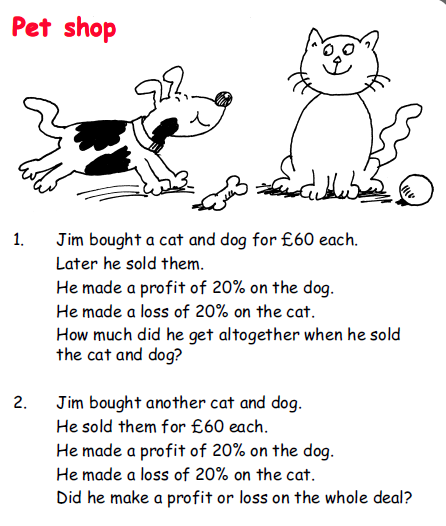 Pet shop
1. Jim bought a cat and dog for £60 each.
Later he sold them.
He made a profit of 20% on the dog.
He made a loss of 20% on the cat.
How much did he get altogether when he sold
the cat and dog?
2. Jim bought another cat and dog.
He sold them for £60 each.
He made a profit of 20% on the dog.
He made a loss of 20% on the cat.
Did he make a profit or loss on the whole deal?